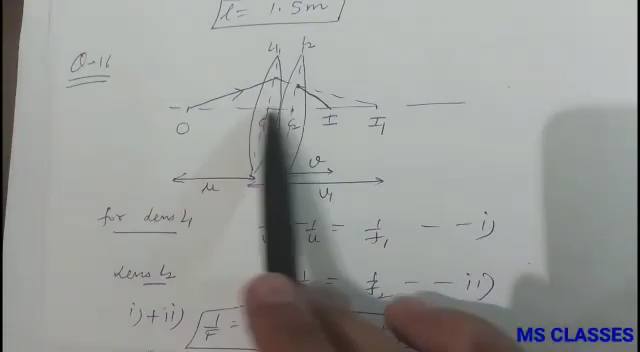 l = 1.5m
Q.16
L1 L2
O C2 I I1
u v
v1
for lens L1 - 1/u = 1/f1 - - i)
lens L2 = 1/f2 - - ii)
i) + ii) 1/F =
MS CLASSES